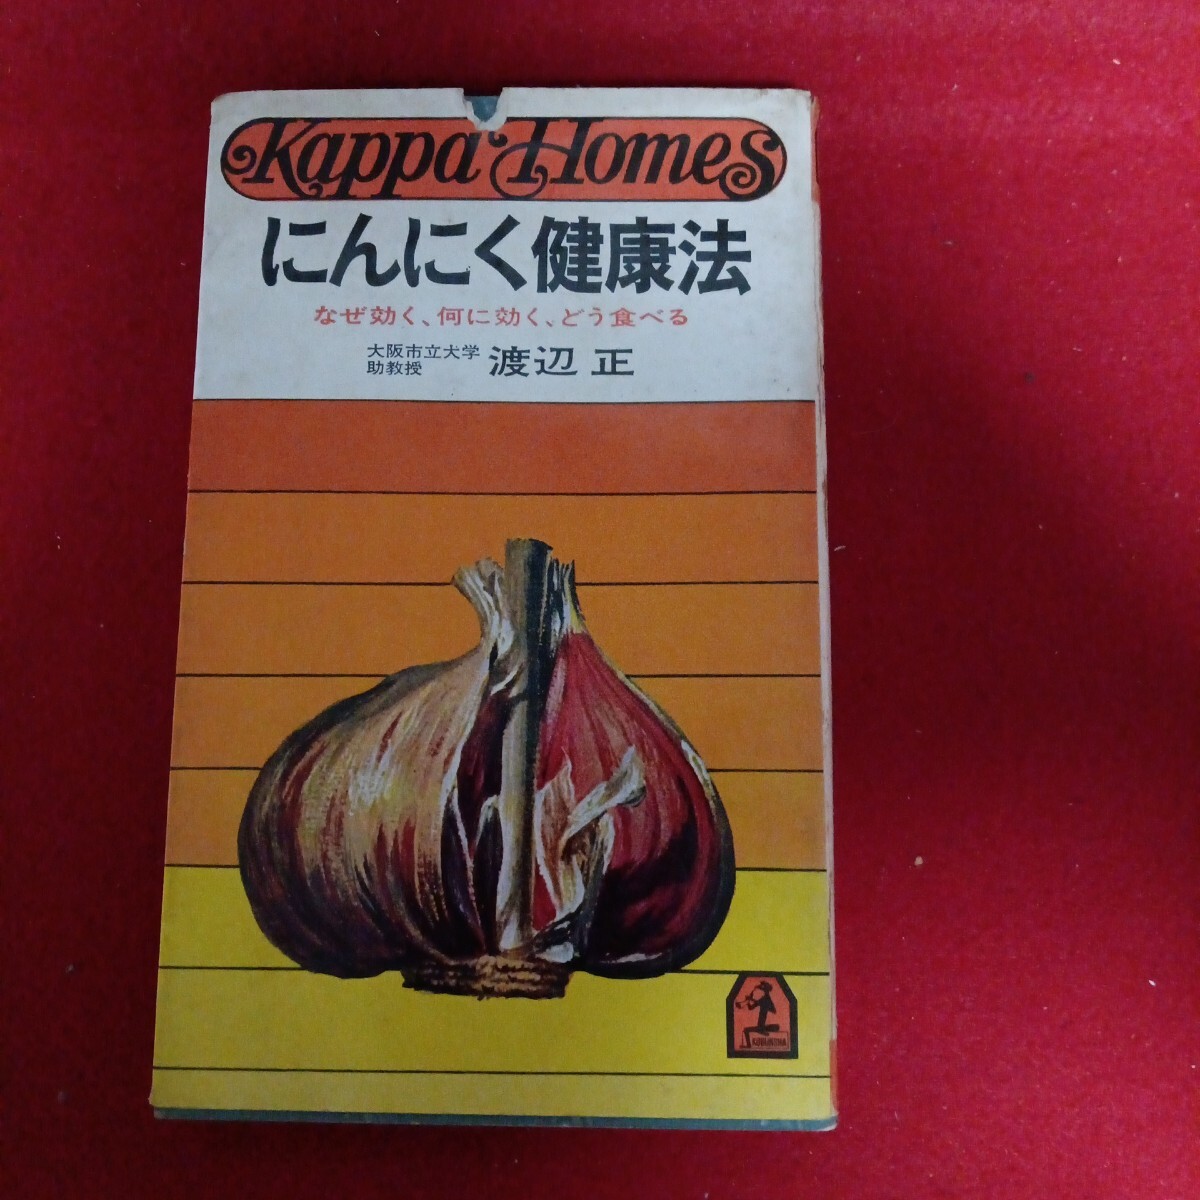 Kappa Homes
にんにく健康法
なぜ効く、何に効く、どう食べる
大阪市立大学
助教授
渡辺 正
KOBUNSHA